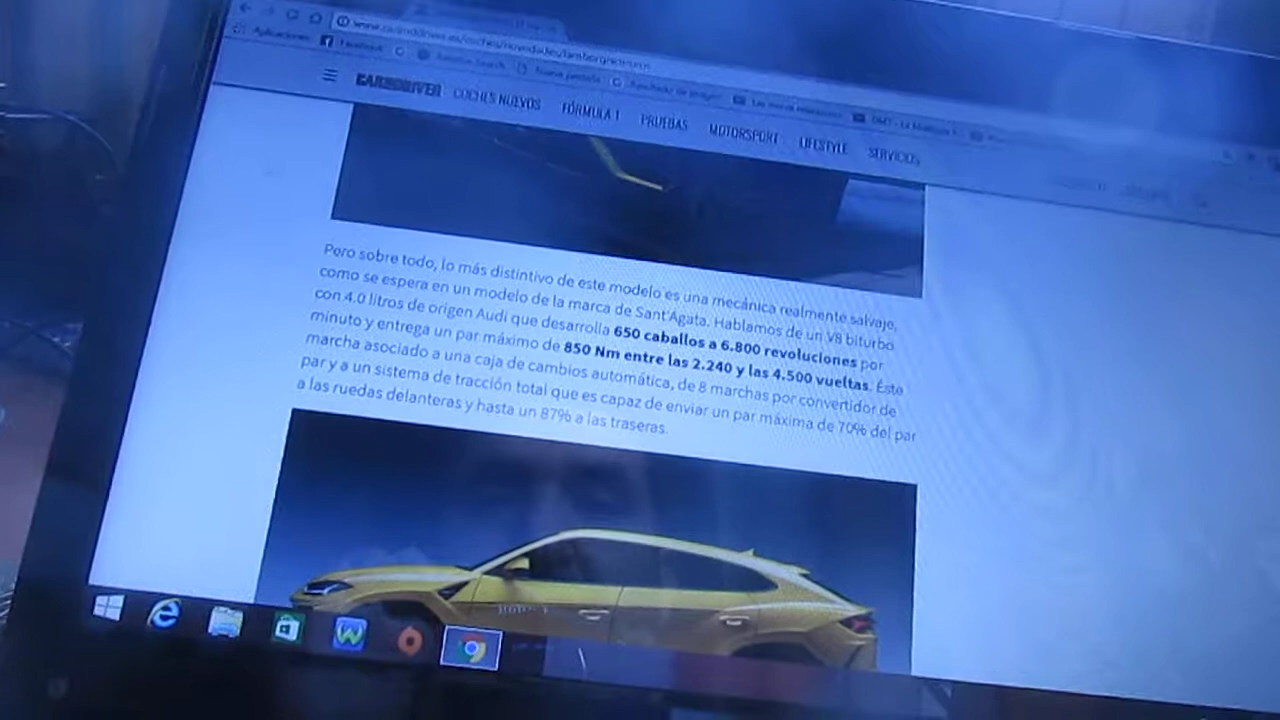 Aplicaciones
Facebook
CARANDDRIVER COCHES NUEVOS FÓRMULA 1 PRUEBAS MOTORSPORT LIFESTYLE SERVICIOS
Pero sobre todo, lo más distintivo de este modelo es una mecánica realmente salvaje,
como se espera en un modelo de la marca de Sant'Agata. Hablamos de un V8 biturbo
con 4.0 litros de origen Audi que desarrolla 650 caballos a 6.800 revoluciones por
minuto y entrega un par máximo de 850 Nm entre las 2.240 y las 4.500 vueltas. Éste
marcha asociado a una caja de cambios automática, de 8 marchas por convertidor de
par y a un sistema de tracción total que es capaz de enviar un par máxima de 70% del par
a las ruedas delanteras y hasta un 87% a las traseras.